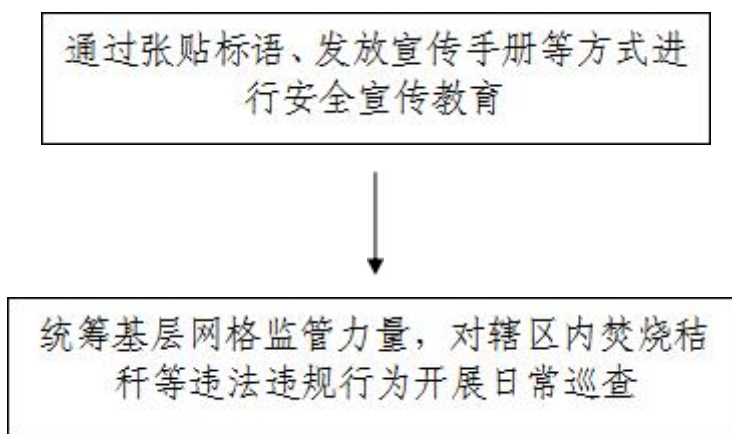 通过张贴标语、发放宣传手册等方式进
行安全宣传教育
统筹基层网格监管力量，对辖区内焚烧秸
秆等违法违规行为开展日常巡查